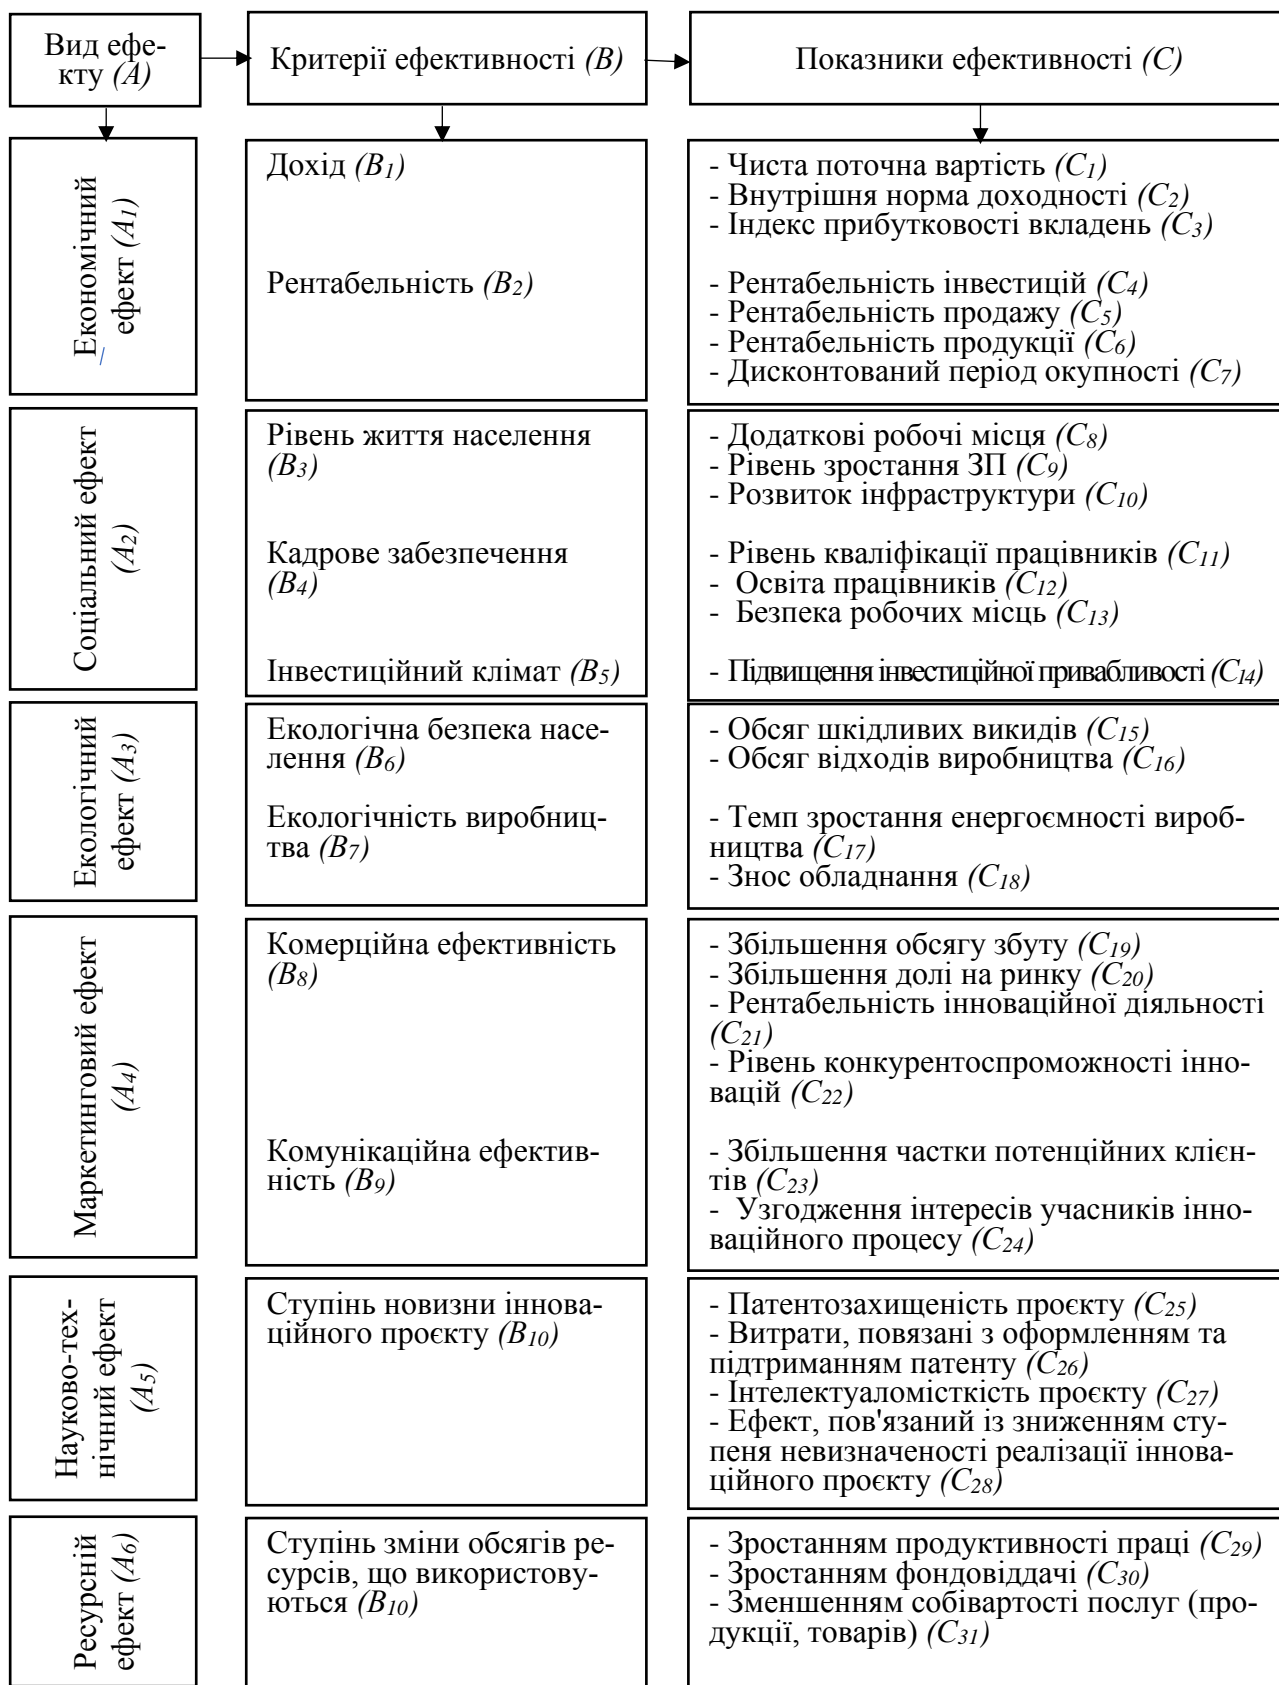 Вид ефе-
кту (A)
Критерії ефективності (B)
Показники ефективності (C)
Економічний
ефект (A1)
Дохід (B1)
- Чиста поточна вартість (C1)
- Внутрішня норма доходності (C2)
- Індекс прибутковості вкладень (C3)
Рентабельність (B2)
- Рентабельність інвестицій (C4)
- Рентабельність продажу (C5)
- Рентабельність продукції (C6)
- Дисконтований період окупності (C7)
Соціальний ефект
(A2)
Рівень життя населення
(B3)
- Додаткові робочі місця (C8)
- Рівень зростання ЗП (C9)
- Розвиток інфраструктури (C10)
Кадрове забезпечення
(B4)
- Рівень кваліфікації працівників (C11)
- Освіта працівників (C12)
- Безпека робочих місць (C13)
Інвестиційний клімат (B5)
- Підвищення інвестиційної привабливості (C14)
Екологічний
ефект (A3)
Екологічна безпека насе-
лення (B6)
- Обсяг шкідливих викидів (C15)
- Обсяг відходів виробництва (C16)
Екологічність виробниц-
тва (B7)
- Темп зростання енергоємності вироб-
ництва (C17)
- Знос обладнання (C18)
Маркетинговий ефект
(A4)
Комерційна ефективність
(B8)
- Збільшення обсягу збуту (C19)
- Збільшення долі на ринку (C20)
- Рентабельність інноваційної діяльності
(C21)
- Рівень конкурентоспроможності інно-
вацій (C22)
Комунікаційна ефектив-
ність (B9)
- Збільшення частки потенційних клієн-
тів (C23)
- Узгодження інтересів учасників інно-
ваційного процесу (C24)
Науково-тех-
нічний ефект
(A5)
Ступінь новизни іннова-
ційного проєкту (B10)
- Патентозахищеність проєкту (C25)
- Витрати, повязані з оформленням та
підтриманням патенту (C26)
- Інтелектуаломісткість проєкту (C27)
- Ефект, пов'язаний із зниженням сту-
пеня невизначеності реалізації іннова-
ційного проєкту (C28)
Ресурсній
ефект (A6)
Ступінь зміни обсягів ре-
сурсів, що використову-
ються (B10)
- Зростанням продуктивності праці (C29)
- Зростанням фондовіддачі (C30)
- Зменшенням собівартості послуг (про-
дукції, товарів) (C31)